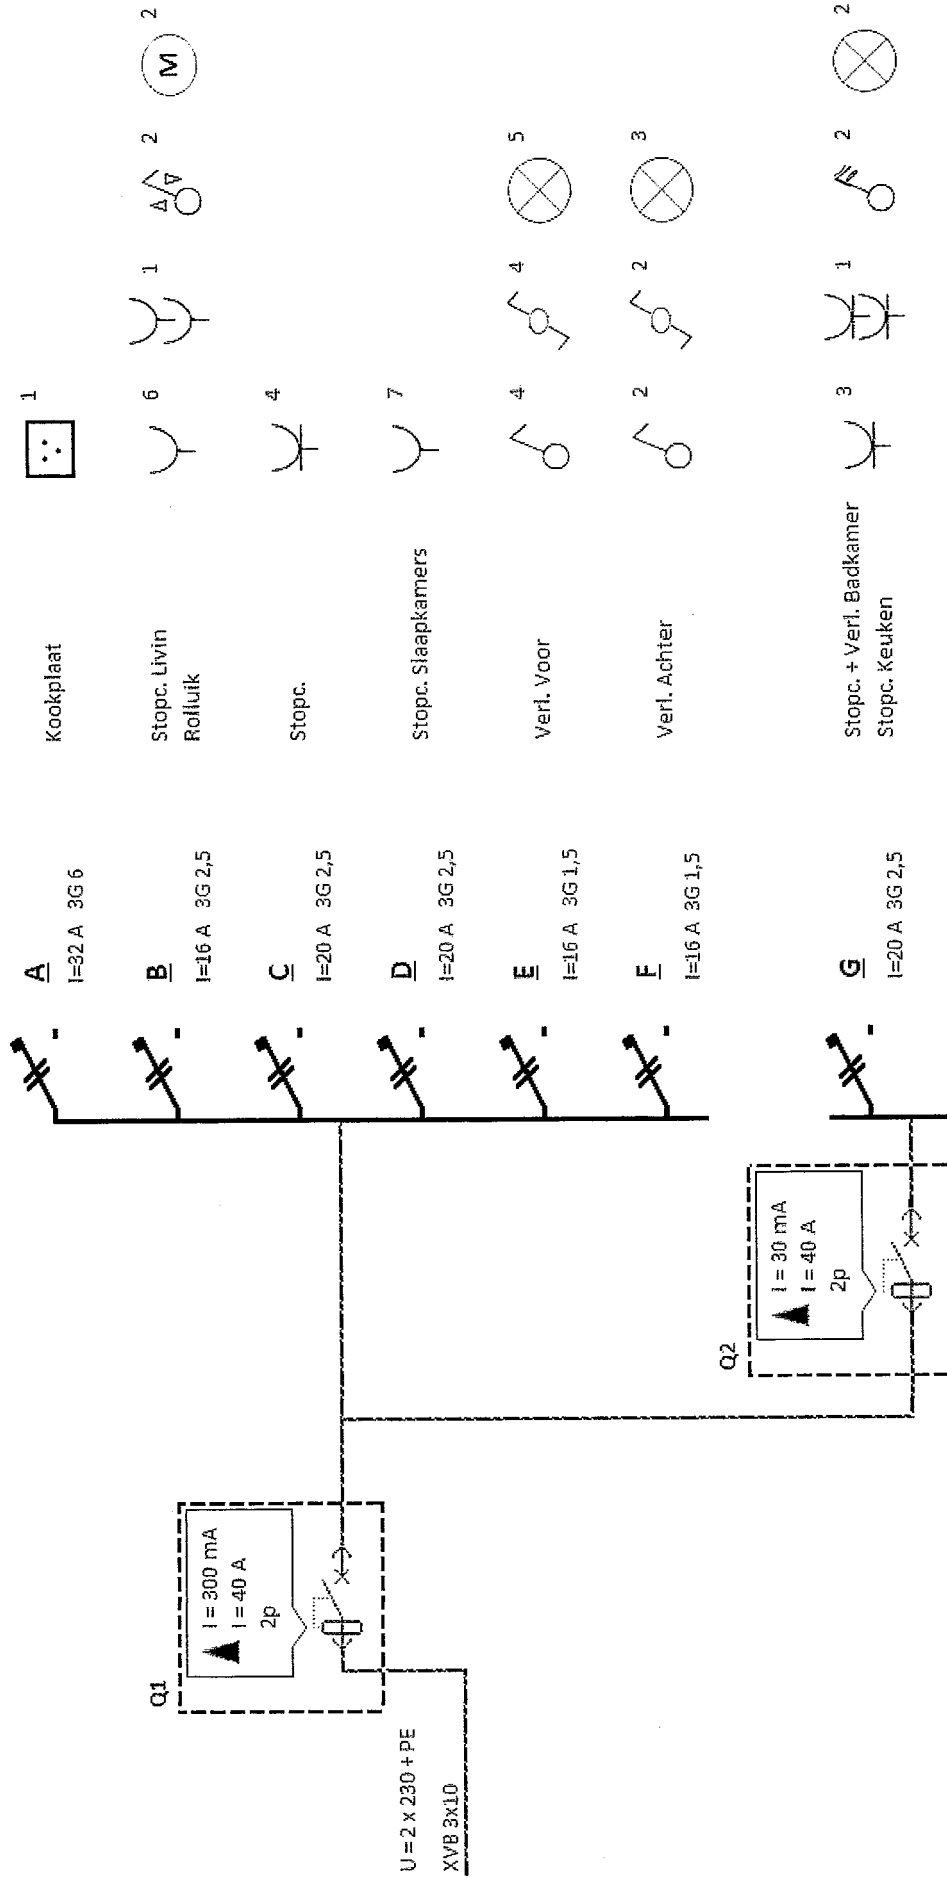 A
I=32 A 3G 6
Kookplaat
1
B
I=16 A 3G 2,5
Stopc. Livin
Rolluik
6
1
2
M
2
C
I=20 A 3G 2,5
Stopc.
4
D
I=20 A 3G 2,5
Stopc. Slaapkamers
7
E
I=16 A 3G 1,5
Verl. Voor
4
4
5
F
I=16 A 3G 1,5
Verl. Achter
2
2
3
G
I=20 A 3G 2,5
Stopc. + Verl. Badkamer
Stopc. Keuken
3
1
2
2
Q1
I = 300 mA
I = 40 A
2p
U = 2 x 230 + PE
XVB 3x10
Q2
I = 30 mA
I = 40 A
2p